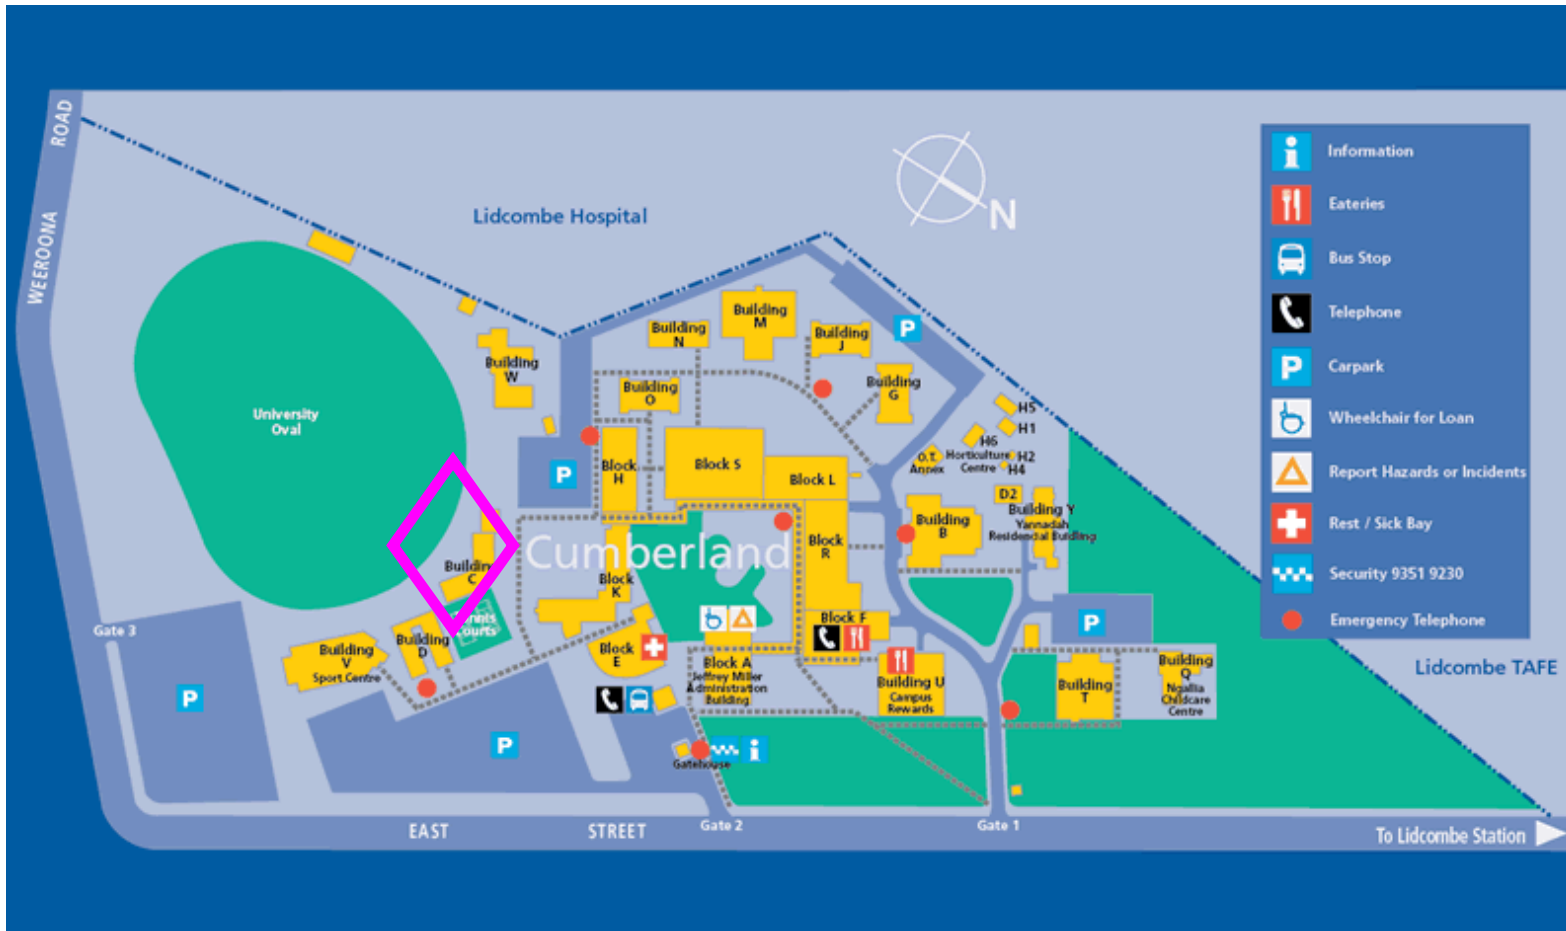 ROAD
WEEROONA
Lidcombe Hospital
N
University
Oval
Building
W
Building
N
Building
M
Building
J
P
Building
G
Building
O
H5
H1
H6
Horticulture
Centre
H2
H4
O.T.
Annex
P
Block
H
Block S
Block L
D2
Building Y
Yannadah
Residencial Buidling
Building
B
Cumberland
Block
R
Building
C
Block
K
Tennis
Courts
Gate 3
Building
V
Sport Centre
Building
D
Block
E
Block A
Jeffrey Miller
Administration
Building
Block F
P
Building U
Campus
Rewards
Building
T
Building
Q
Ngallia
Childcare
Centre
P
P
Gatehouse
i
EAST STREET
Gate 2
Gate 1
To Lidcombe Station
Lidcombe TAFE
i Information
Eateries
Bus Stop
Telephone
P Carpark
Wheelchair for Loan
Report Hazards or Incidents
Rest / Sick Bay
Security 9351 9230
Emergency Telephone